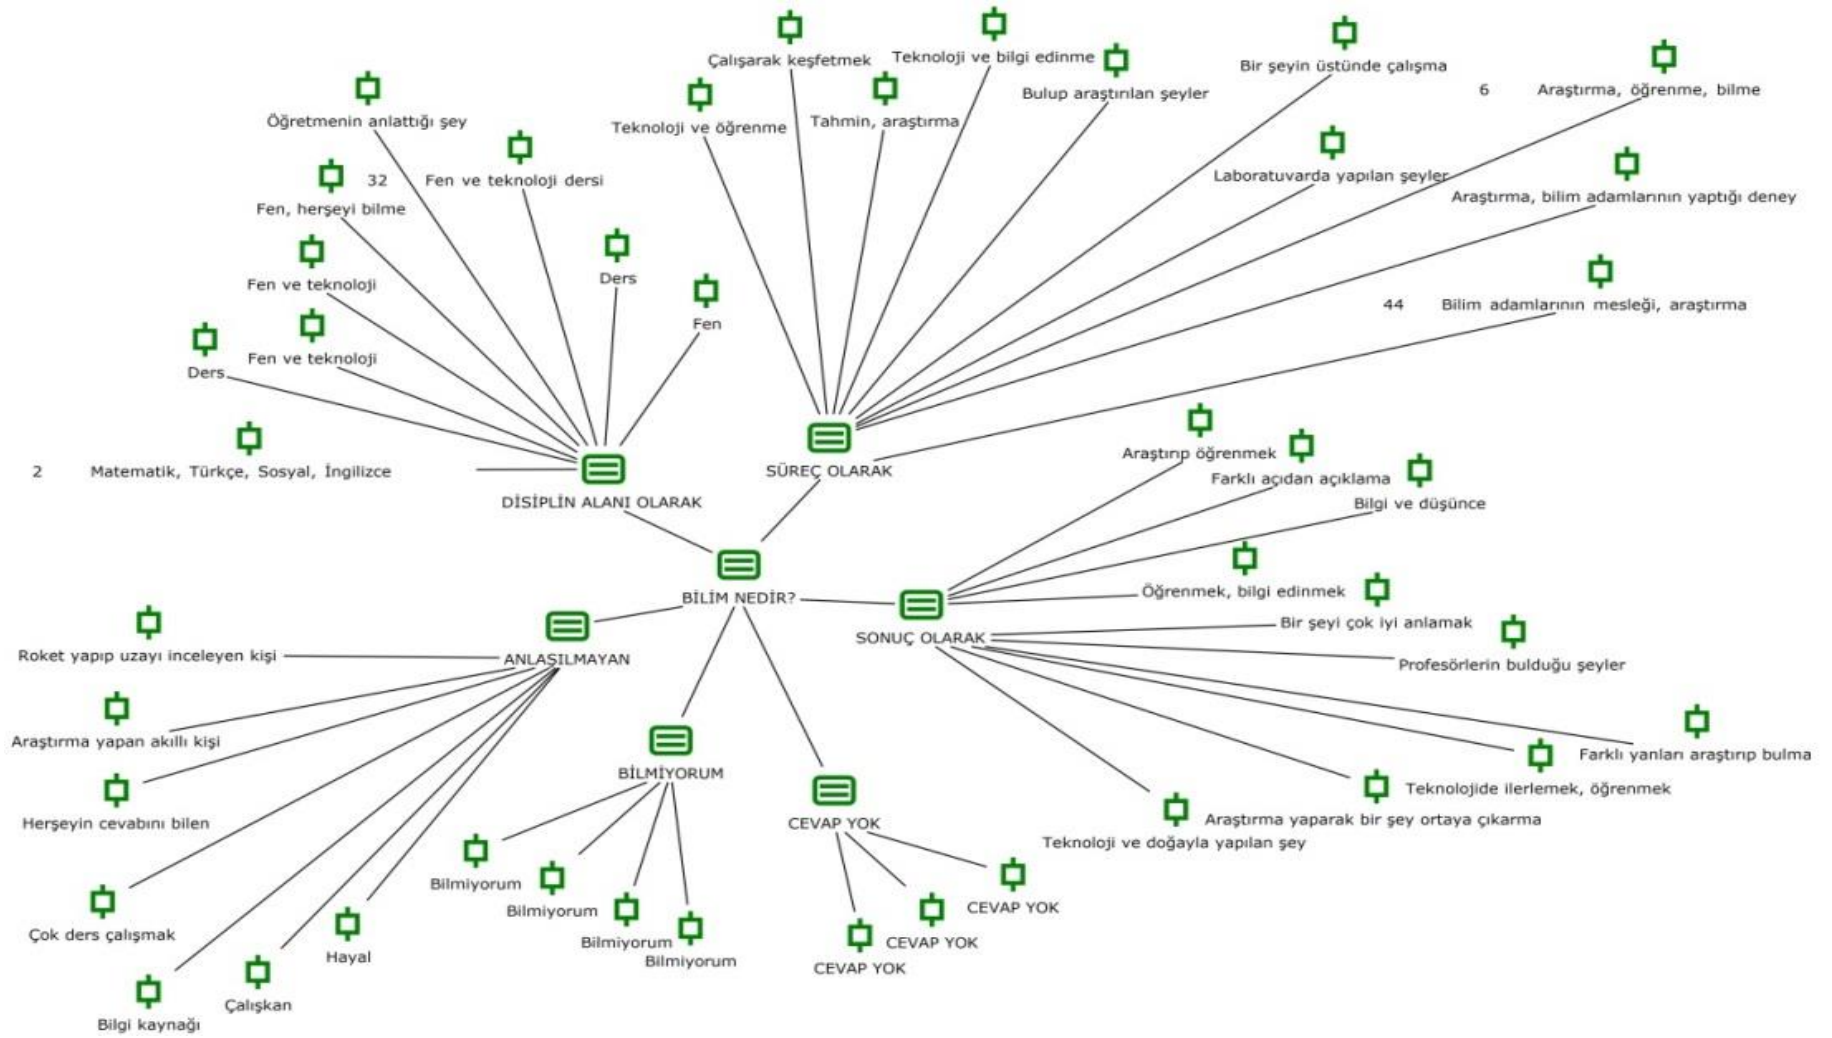 Çalışarak keşfetmek
Teknoloji ve bilgi edinme
Bir şeyin üstünde çalışma
Bulup araştırılan şeyler
6 Araştırma, öğrenme, bilme
Öğretmenin anlattığı şey
Teknoloji ve öğrenme
Tahmin, araştırma
32 Fen ve teknoloji dersi
Laboratuvarda yapılan şeyler
Araştırma, bilim adamlarının yaptığı deney
Fen, herşeyi bilme
Fen ve teknoloji
Ders
Fen
44 Bilim adamlarının mesleği, araştırma
Fen ve teknoloji
Ders
2 Matematik, Türkçe, Sosyal, İngilizce
SÜREÇ OLARAK
DİSİPLİN ALANI OLARAK
Araştırıp öğrenmek
Farklı açıdan açıklama
Bilgi ve düşünce
BİLİM NEDİR?
Öğrenmek, bilgi edinmek
Bir şeyi çok iyi anlamak
SONUÇ OLARAK
Profesörlerin bulduğu şeyler
Roket yapıp uzayı inceleyen kişi
ANLAŞILMAYAN
Araştırma yapan akıllı kişi
Farklı yanları araştırıp bulma
BİLMİYORUM
Teknolojide ilerlemek, öğrenmek
Herşeyin cevabını bilen
CEVAP YOK
Araştırma yaparak bir şey ortaya çıkarma
Teknoloji ve doğayla yapılan şey
Bilmiyorum
Bilmiyorum
Bilmiyorum
Bilmiyorum
CEVAP YOK
CEVAP YOK
CEVAP YOK
Çok ders çalışmak
Hayal
Çalışkan
Bilgi kaynağı